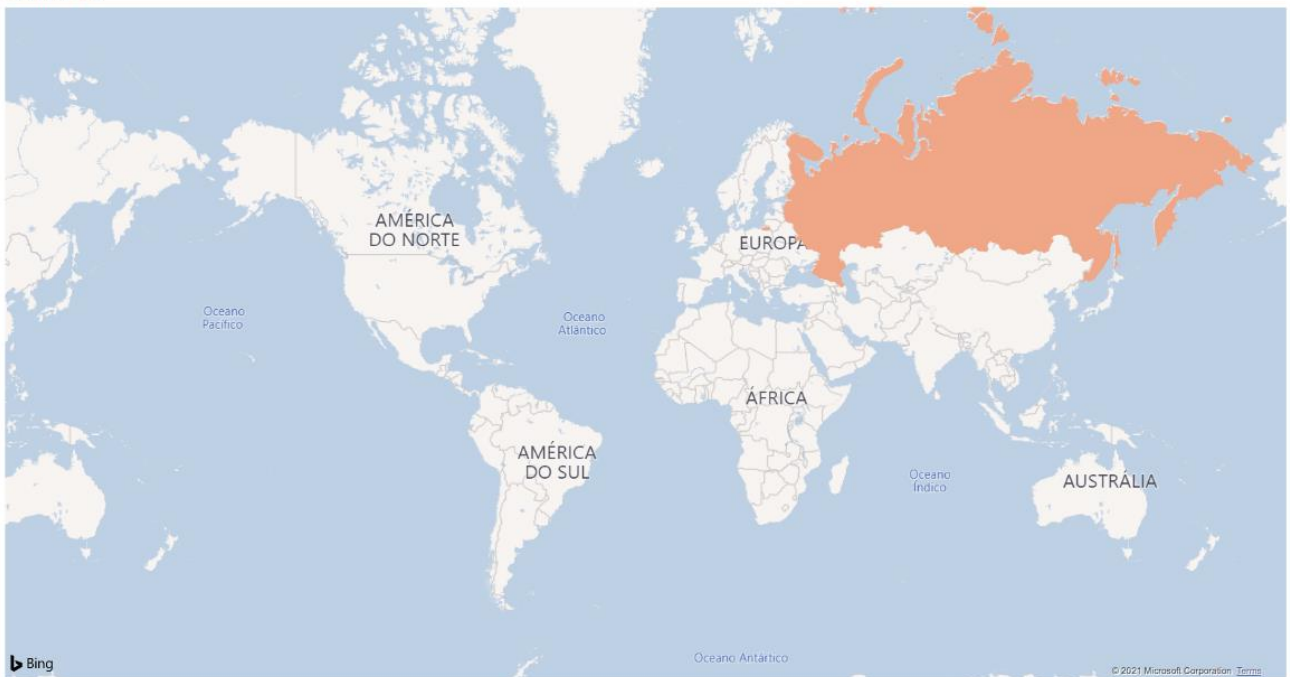 AMÉRICA
DO NORTE
EUROPA
Oceano
Pacífico
Oceano
Atlântico
ÁFRICA
AMÉRICA
DO SUL
Oceano
Índico
AUSTRÁLIA
Oceano Antártico
Bing
© 2021 Microsoft Corporation Terms